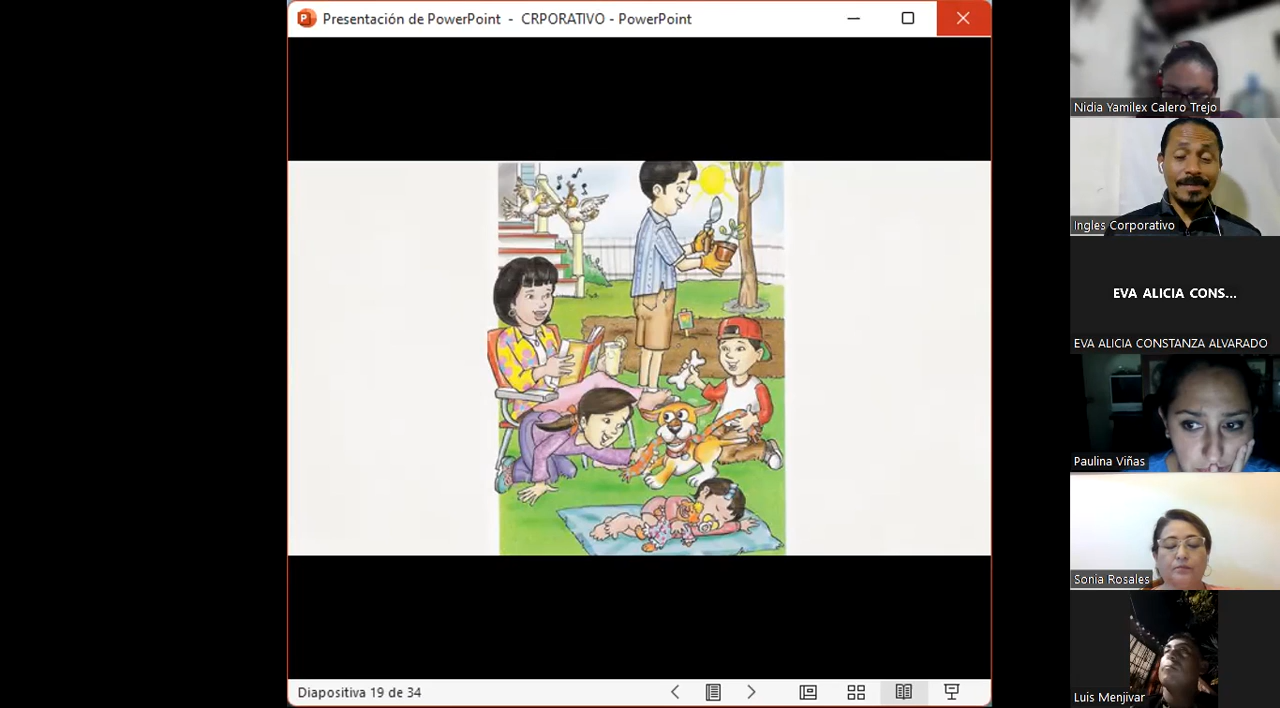 Presentación de PowerPoint - CRPORATIVO - PowerPoint
Nidia Yamilex Calero Trejo
Ingles Corporativo
EVA ALICIA CONS...
EVA ALICIA CONSTANZA ALVARADO
Paulina Viñas
Sonia Rosales
Luis Menjivar
Diapositiva 19 de 34